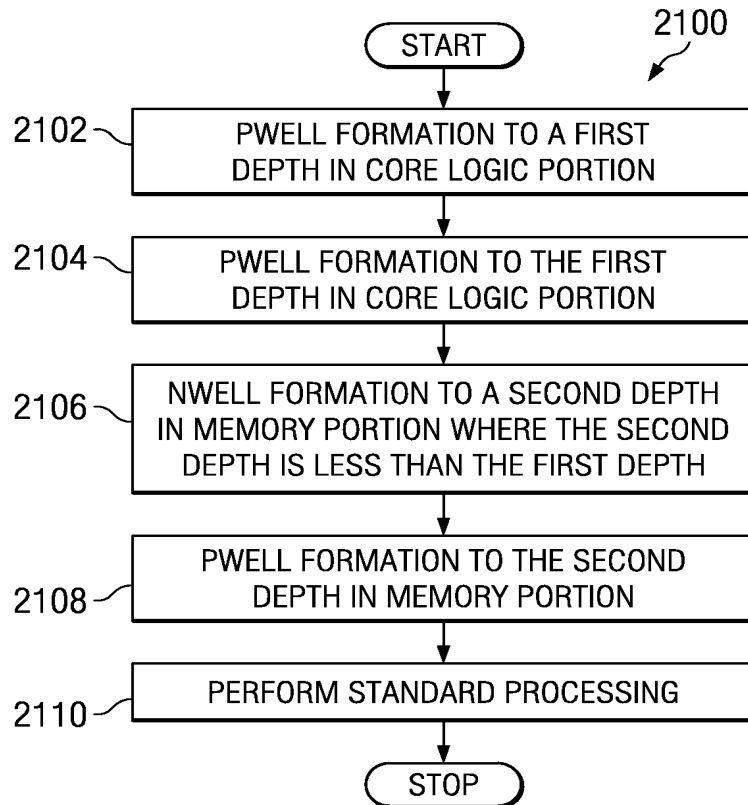 START
2100
2102
PWELL FORMATION TO A FIRST
DEPTH IN CORE LOGIC PORTION
2104
PWELL FORMATION TO THE FIRST
DEPTH IN CORE LOGIC PORTION
2106
NWELL FORMATION TO A SECOND DEPTH
IN MEMORY PORTION WHERE THE SECOND
DEPTH IS LESS THAN THE FIRST DEPTH
2108
PWELL FORMATION TO THE SECOND
DEPTH IN MEMORY PORTION
2110
PERFORM STANDARD PROCESSING
STOP